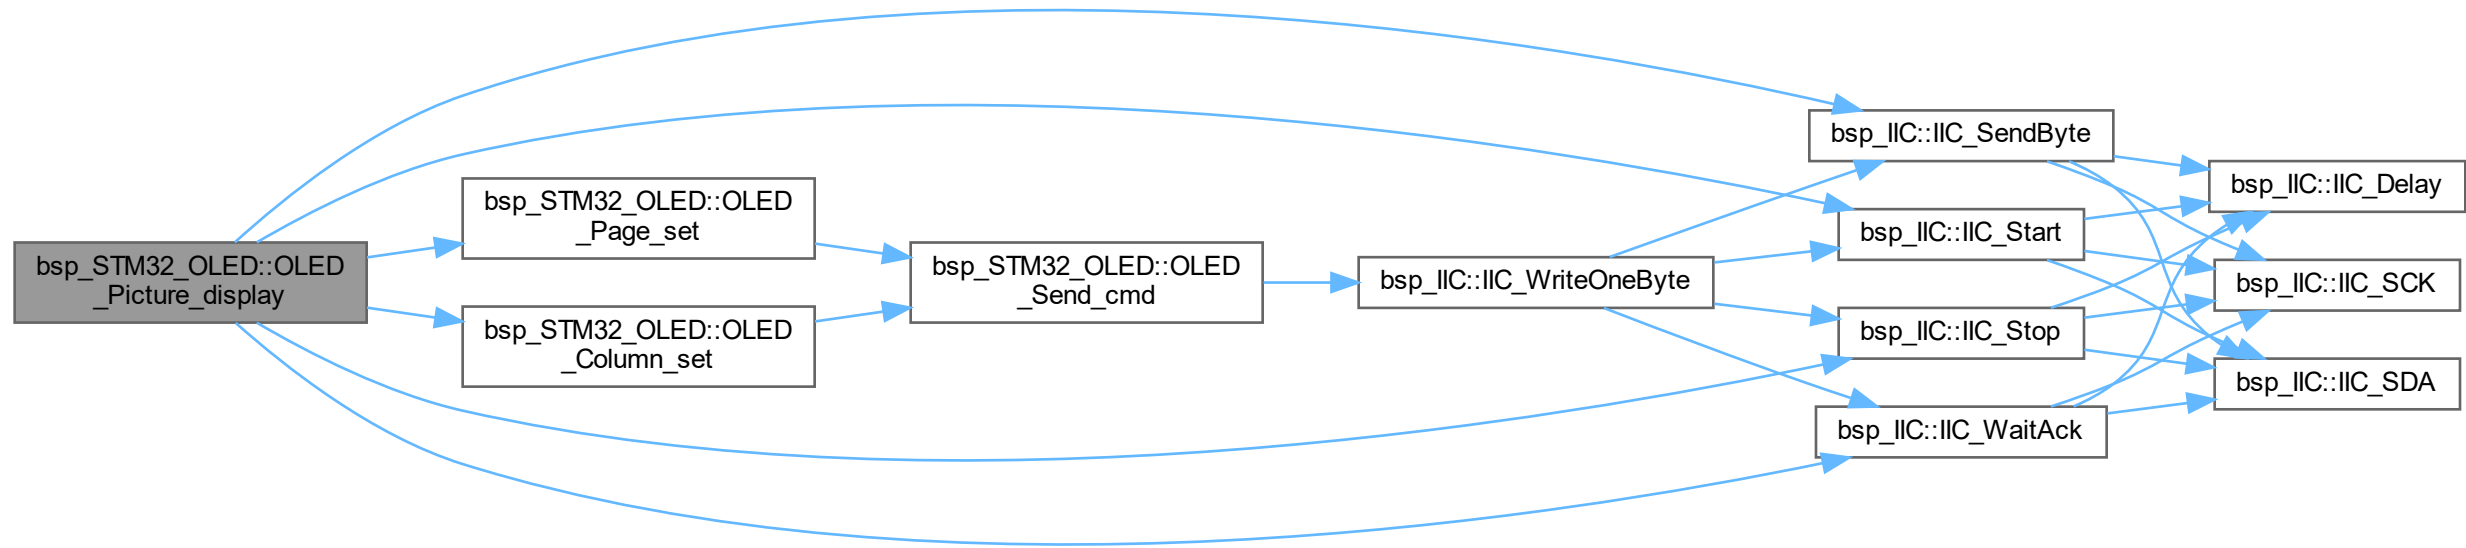 bsp_STM32_OLED::OLED
_Picture_display
bsp_STM32_OLED::OLED
_Page_set
bsp_STM32_OLED::OLED
_Column_set
bsp_STM32_OLED::OLED
_Send_cmd
bsp_IIC::IIC_WriteOneByte
bsp_IIC::IIC_SendByte
bsp_IIC::IIC_Start
bsp_IIC::IIC_Stop
bsp_IIC::IIC_WaitAck
bsp_IIC::IIC_Delay
bsp_IIC::IIC_SCK
bsp_IIC::IIC_SDA